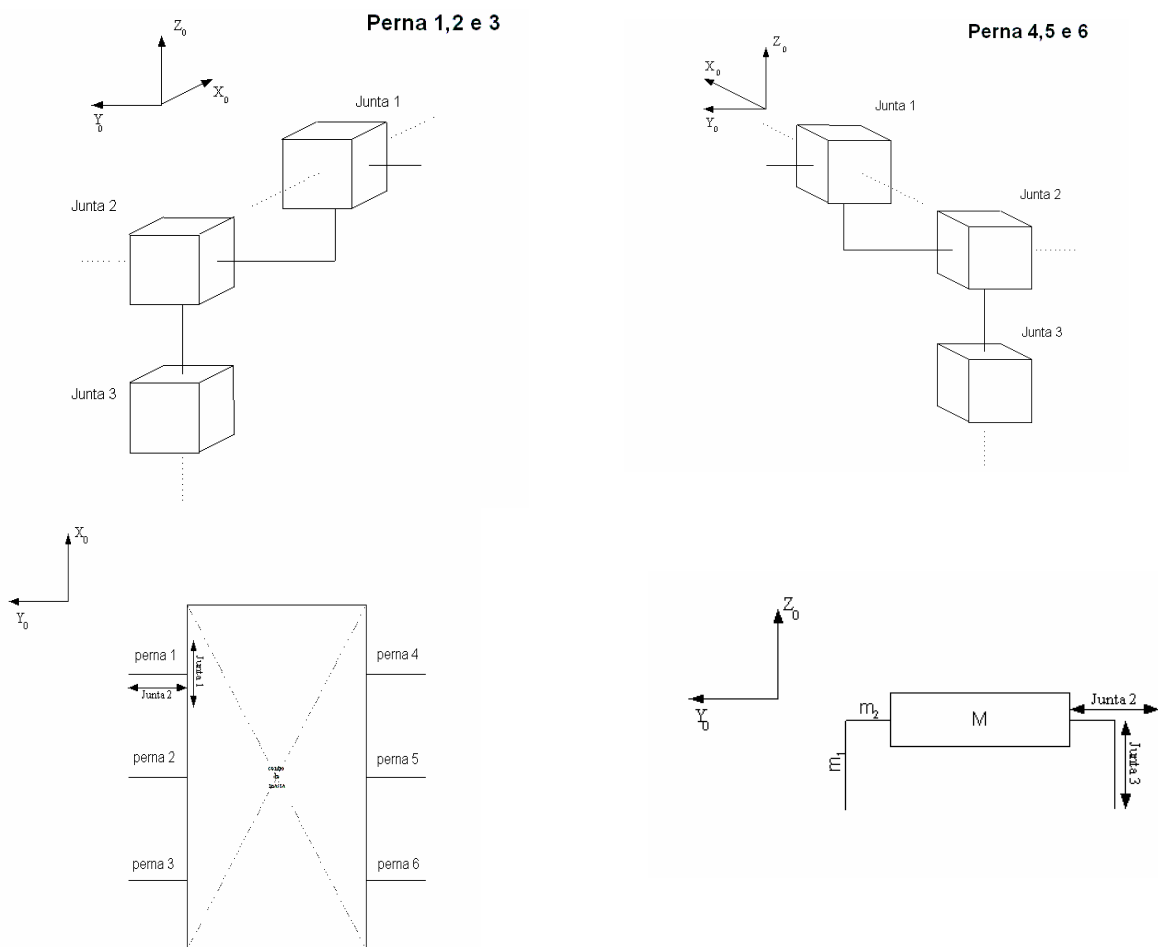 Perna 1,2 e 3
Z0
X0
Y0
Junta 1
Junta 2
Junta 3
Perna 4,5 e 6
X0
Z0
Y0
Junta 1
Junta 2
Junta 3
X0
Y0
perna 1
perna 4
Junta 1
Junta 2
perna 2
perna 5
perna 3
perna 6
Z0
Y0
Junta 2
m2
M
m1
Junta 3